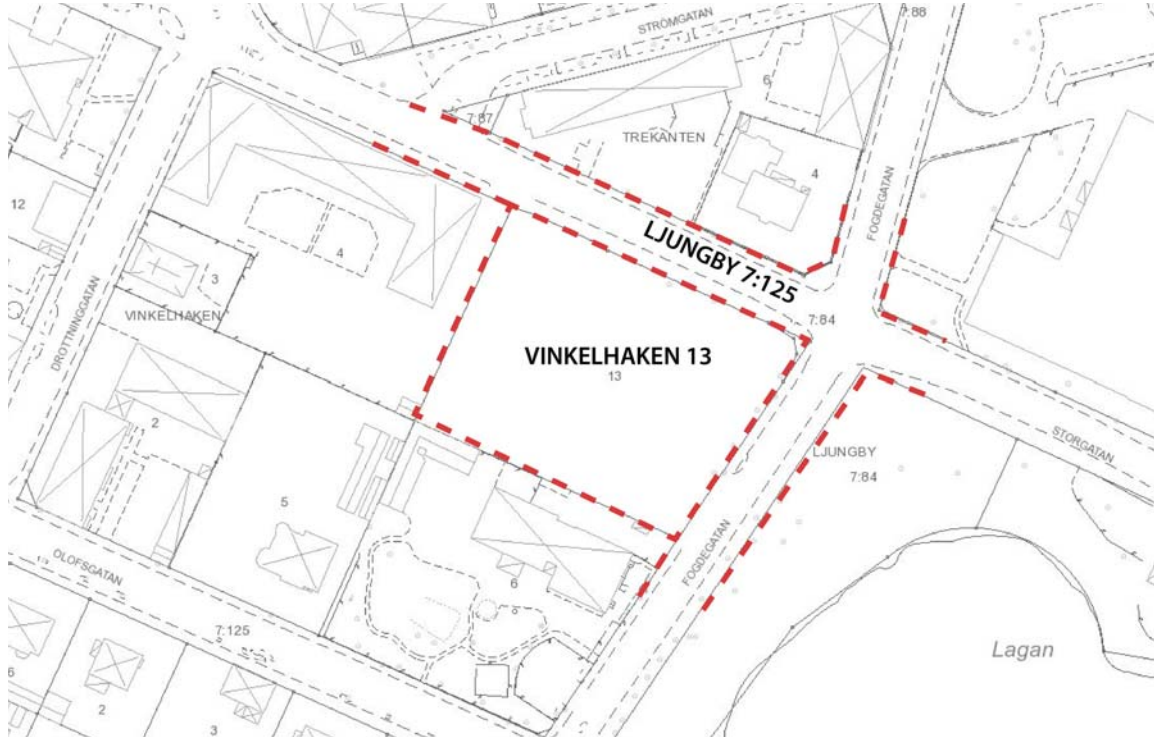 7:88
STRÖMGATAN
6
7:87
TREKANTEN
4
FOGDEGATAN
12
LJUNGBY 7:125
4
3
7:84
VINKELHAKEN
DROTTNINGGATAN
VINKELHAKEN 13
13
2
STORGATAN
LJUNGBY
7:84
5
OLOFSGATAN
FOGDEGATAN
6
7:125
Lagan
6
2
3